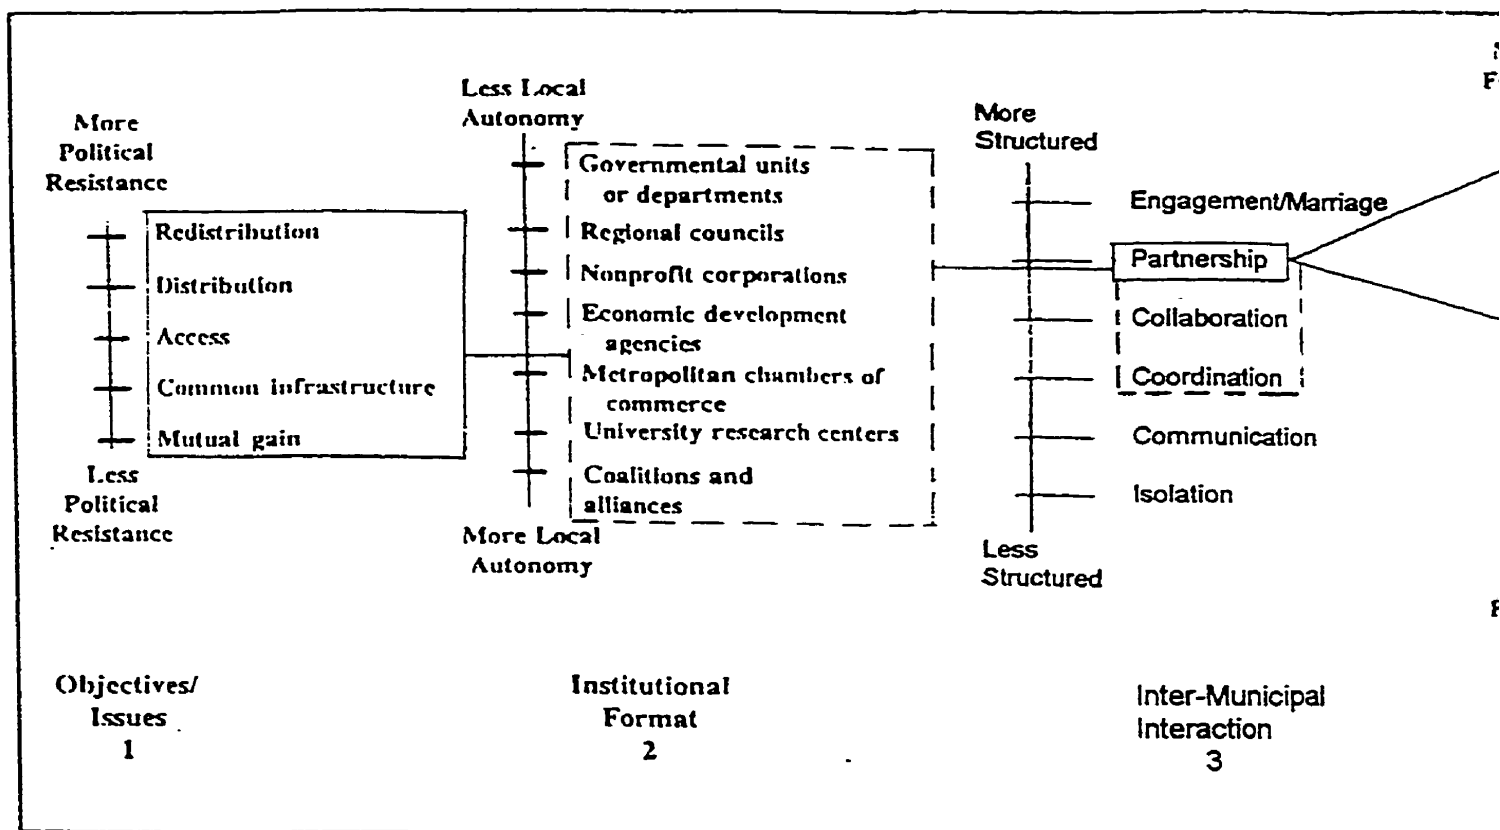 More
Political
Resistance
Redistribution
Distribution
Access
Common infrastructure
Mutual gain
Less
Political
Resistance
Objectives/
Issues
1
Less Local
Autonomy
Governmental units
or departments
Regional councils
Nonprofit corporations
Economic development
agencies
Metropolitan chambers of
commerce
University research centers
Coalitions and
alliances
More Local
Autonomy
Institutional
Format
2
More
Structured
Engagement/Marriage
Partnership
Collaboration
Coordination
Communication
Isolation
Less
Structured
Inter-Municipal
Interaction
3